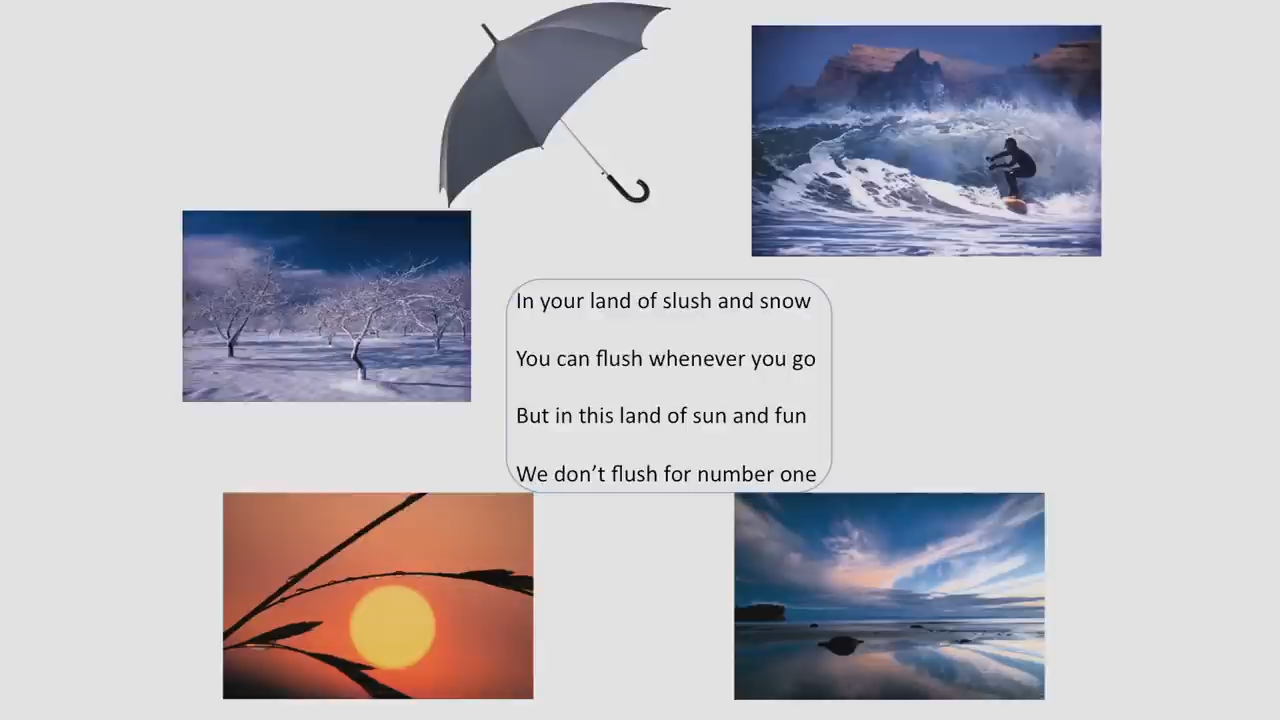 In your land of slush and snow
You can flush whenever you go
But in this land of sun and fun
We don’t flush for number one